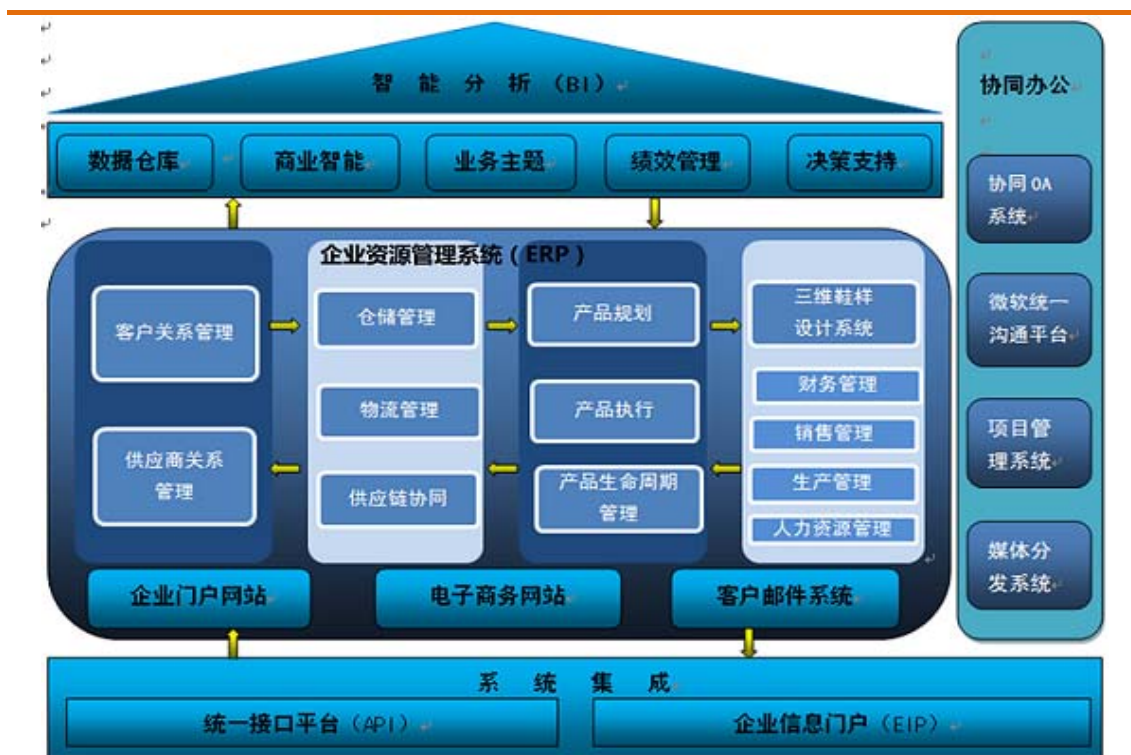 智 能 分 析（BI）
数据仓库
商业智能
业务主题
绩效管理
决策支持
企业资源管理系统（ERP）
客户关系管理
供应商关系
管理
仓储管理
物流管理
供应链协同
产品规划
产品执行
产品生命周期
管理
三维鞋样
设计系统
财务管理
销售管理
生产管理
人力资源管理
企业门户网站
电子商务网站
客户邮件系统
系 统 集 成
统一接口平台（API）
企业信息门户（EIP）
协同办公
协同 OA
系统
微软统一
沟通平台
项目管
理系统
媒体分
发系统